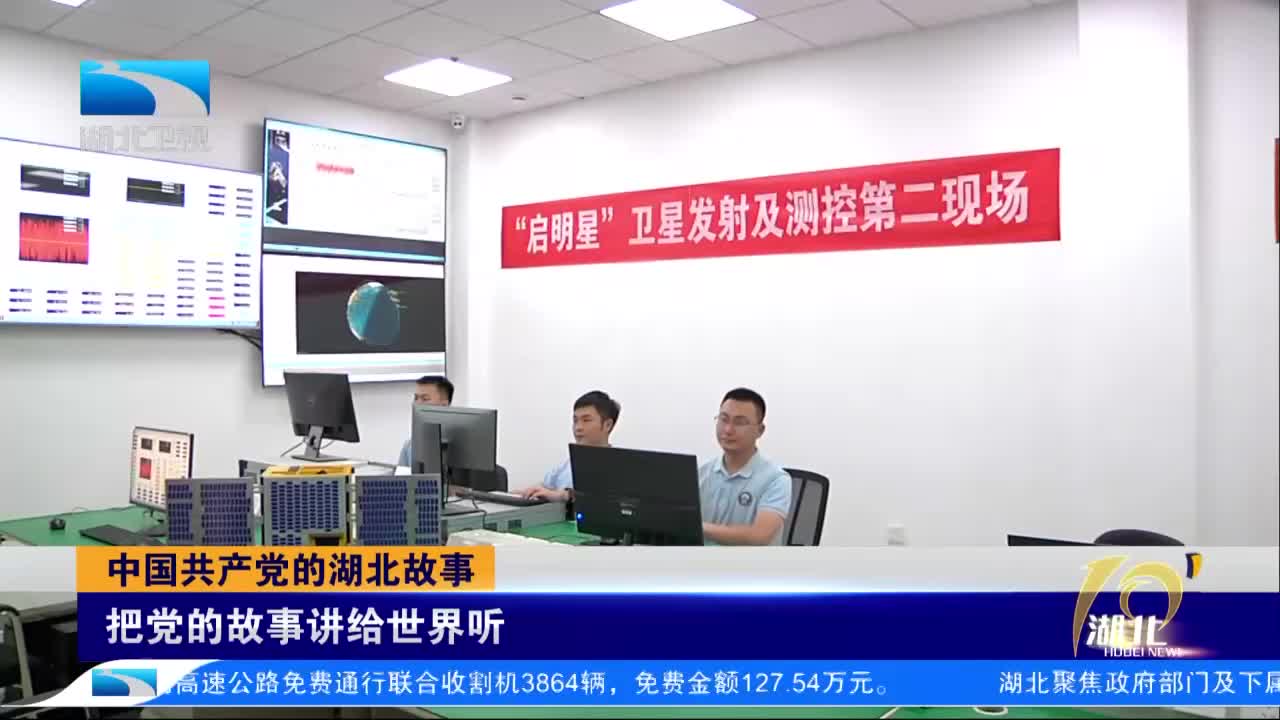 湖北卫视
“启明星”卫星发射及测控第二现场
中国共产党的湖北故事
把党的故事讲给世界听
湖北
HUBEI NEWS
高速公路免费通行联合收割机3864辆，免费金额127.54万元。
湖北聚焦政府部门及下属